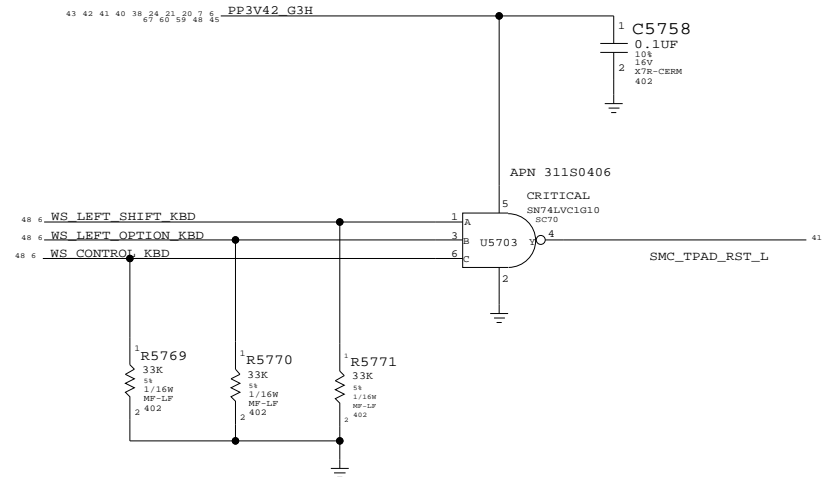 43 42 41 40 38 24 21 20 7 6
67 60 59 48 45
PP3V42_G3H
1
C5758
0.1UF
10%
16V
X7R-CERM
402
2
APN 311S0406
5
CRITICAL
SN74LVC1G10
SC70
48 6 WS_LEFT_SHIFT_KBD 1 A
48 6 WS_LEFT_OPTION_KBD 3 B U5703 Y 4 41
48 6 WS_CONTROL_KBD 6 C
SMC_TPAD_RST_L
2
1
R5769
33K
5%
1/16W
MF-LF
402
2
1
R5770
33K
5%
1/16W
MF-LF
402
2
1
R5771
33K
5%
1/16W
MF-LF
402
2